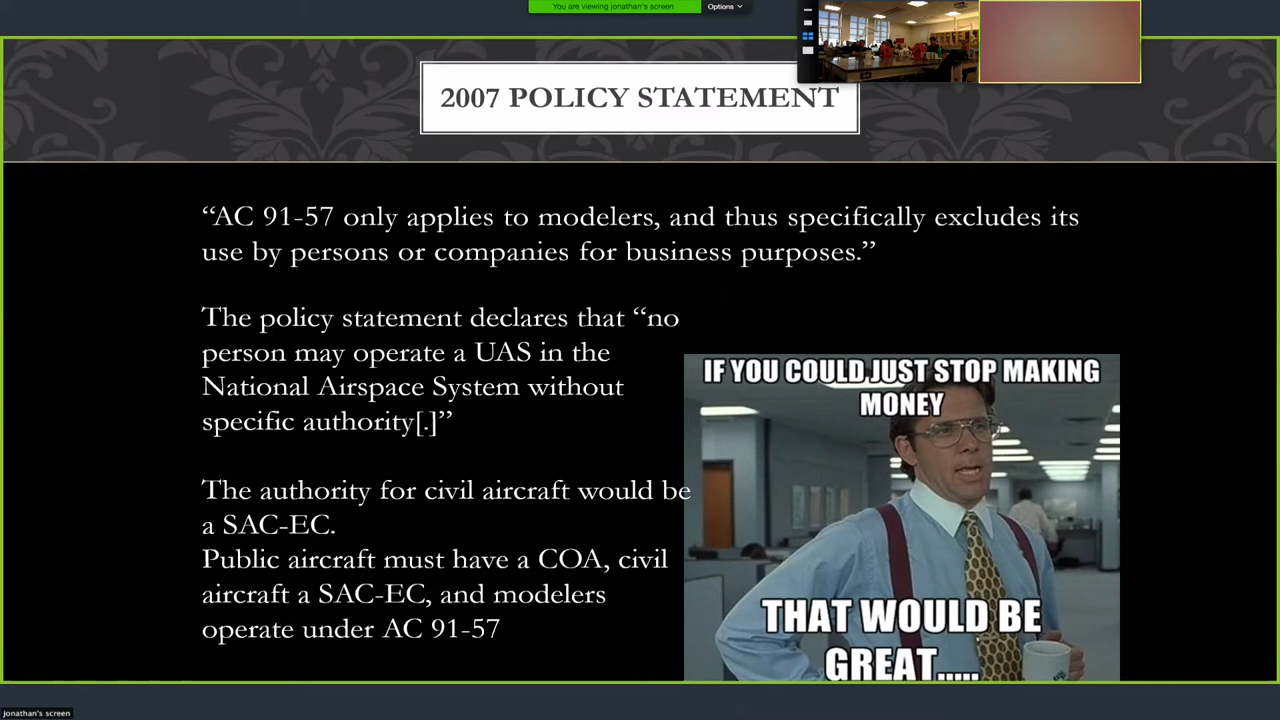 You are viewing jonathan's screen
Options
2007 POLICY STATEMENT
“AC 91-57 only applies to modelers, and thus specifically excludes its
use by persons or companies for business purposes.”
The policy statement declares that “no
person may operate a UAS in the
National Airspace System without
specific authority[.]”
The authority for civil aircraft would be
a SAC-EC.
Public aircraft must have a COA, civil
aircraft a SAC-EC, and modelers
operate under AC 91-57
IF YOU COULD JUST STOP MAKING
MONEY
THAT WOULD BE
GREAT.....
Jonathan's screen